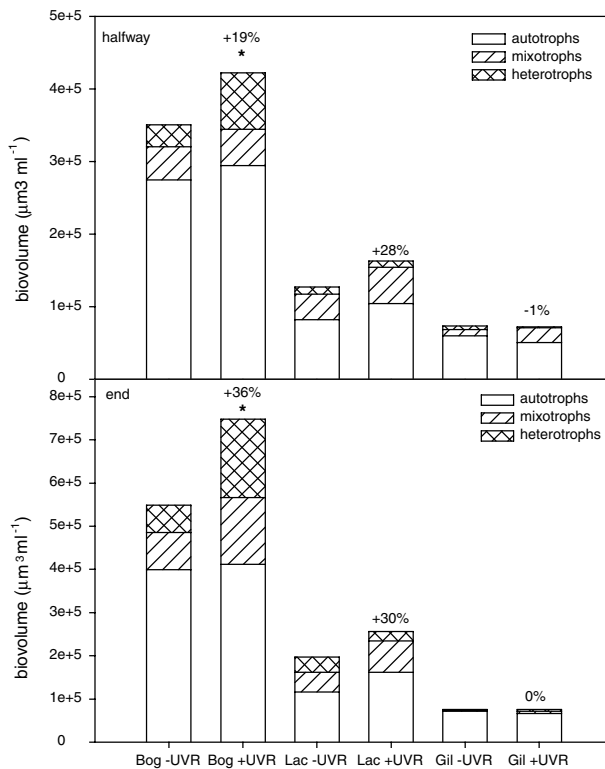 5e+5
4e+5
3e+5
2e+5
1e+5
0
biovolume (μm3 ml⁻¹)
halfway
+19%
*
+28%
-1%
autotrophs
mixotrophs
heterotrophs
8e+5
7e+5
6e+5
5e+5
4e+5
3e+5
2e+5
1e+5
0
biovolume (μm³ml⁻¹)
end
+36%
*
+30%
0%
autotrophs
mixotrophs
heterotrophs
Bog -UVR Bog +UVR Lac -UVR Lac +UVR Gil -UVR Gil +UVR